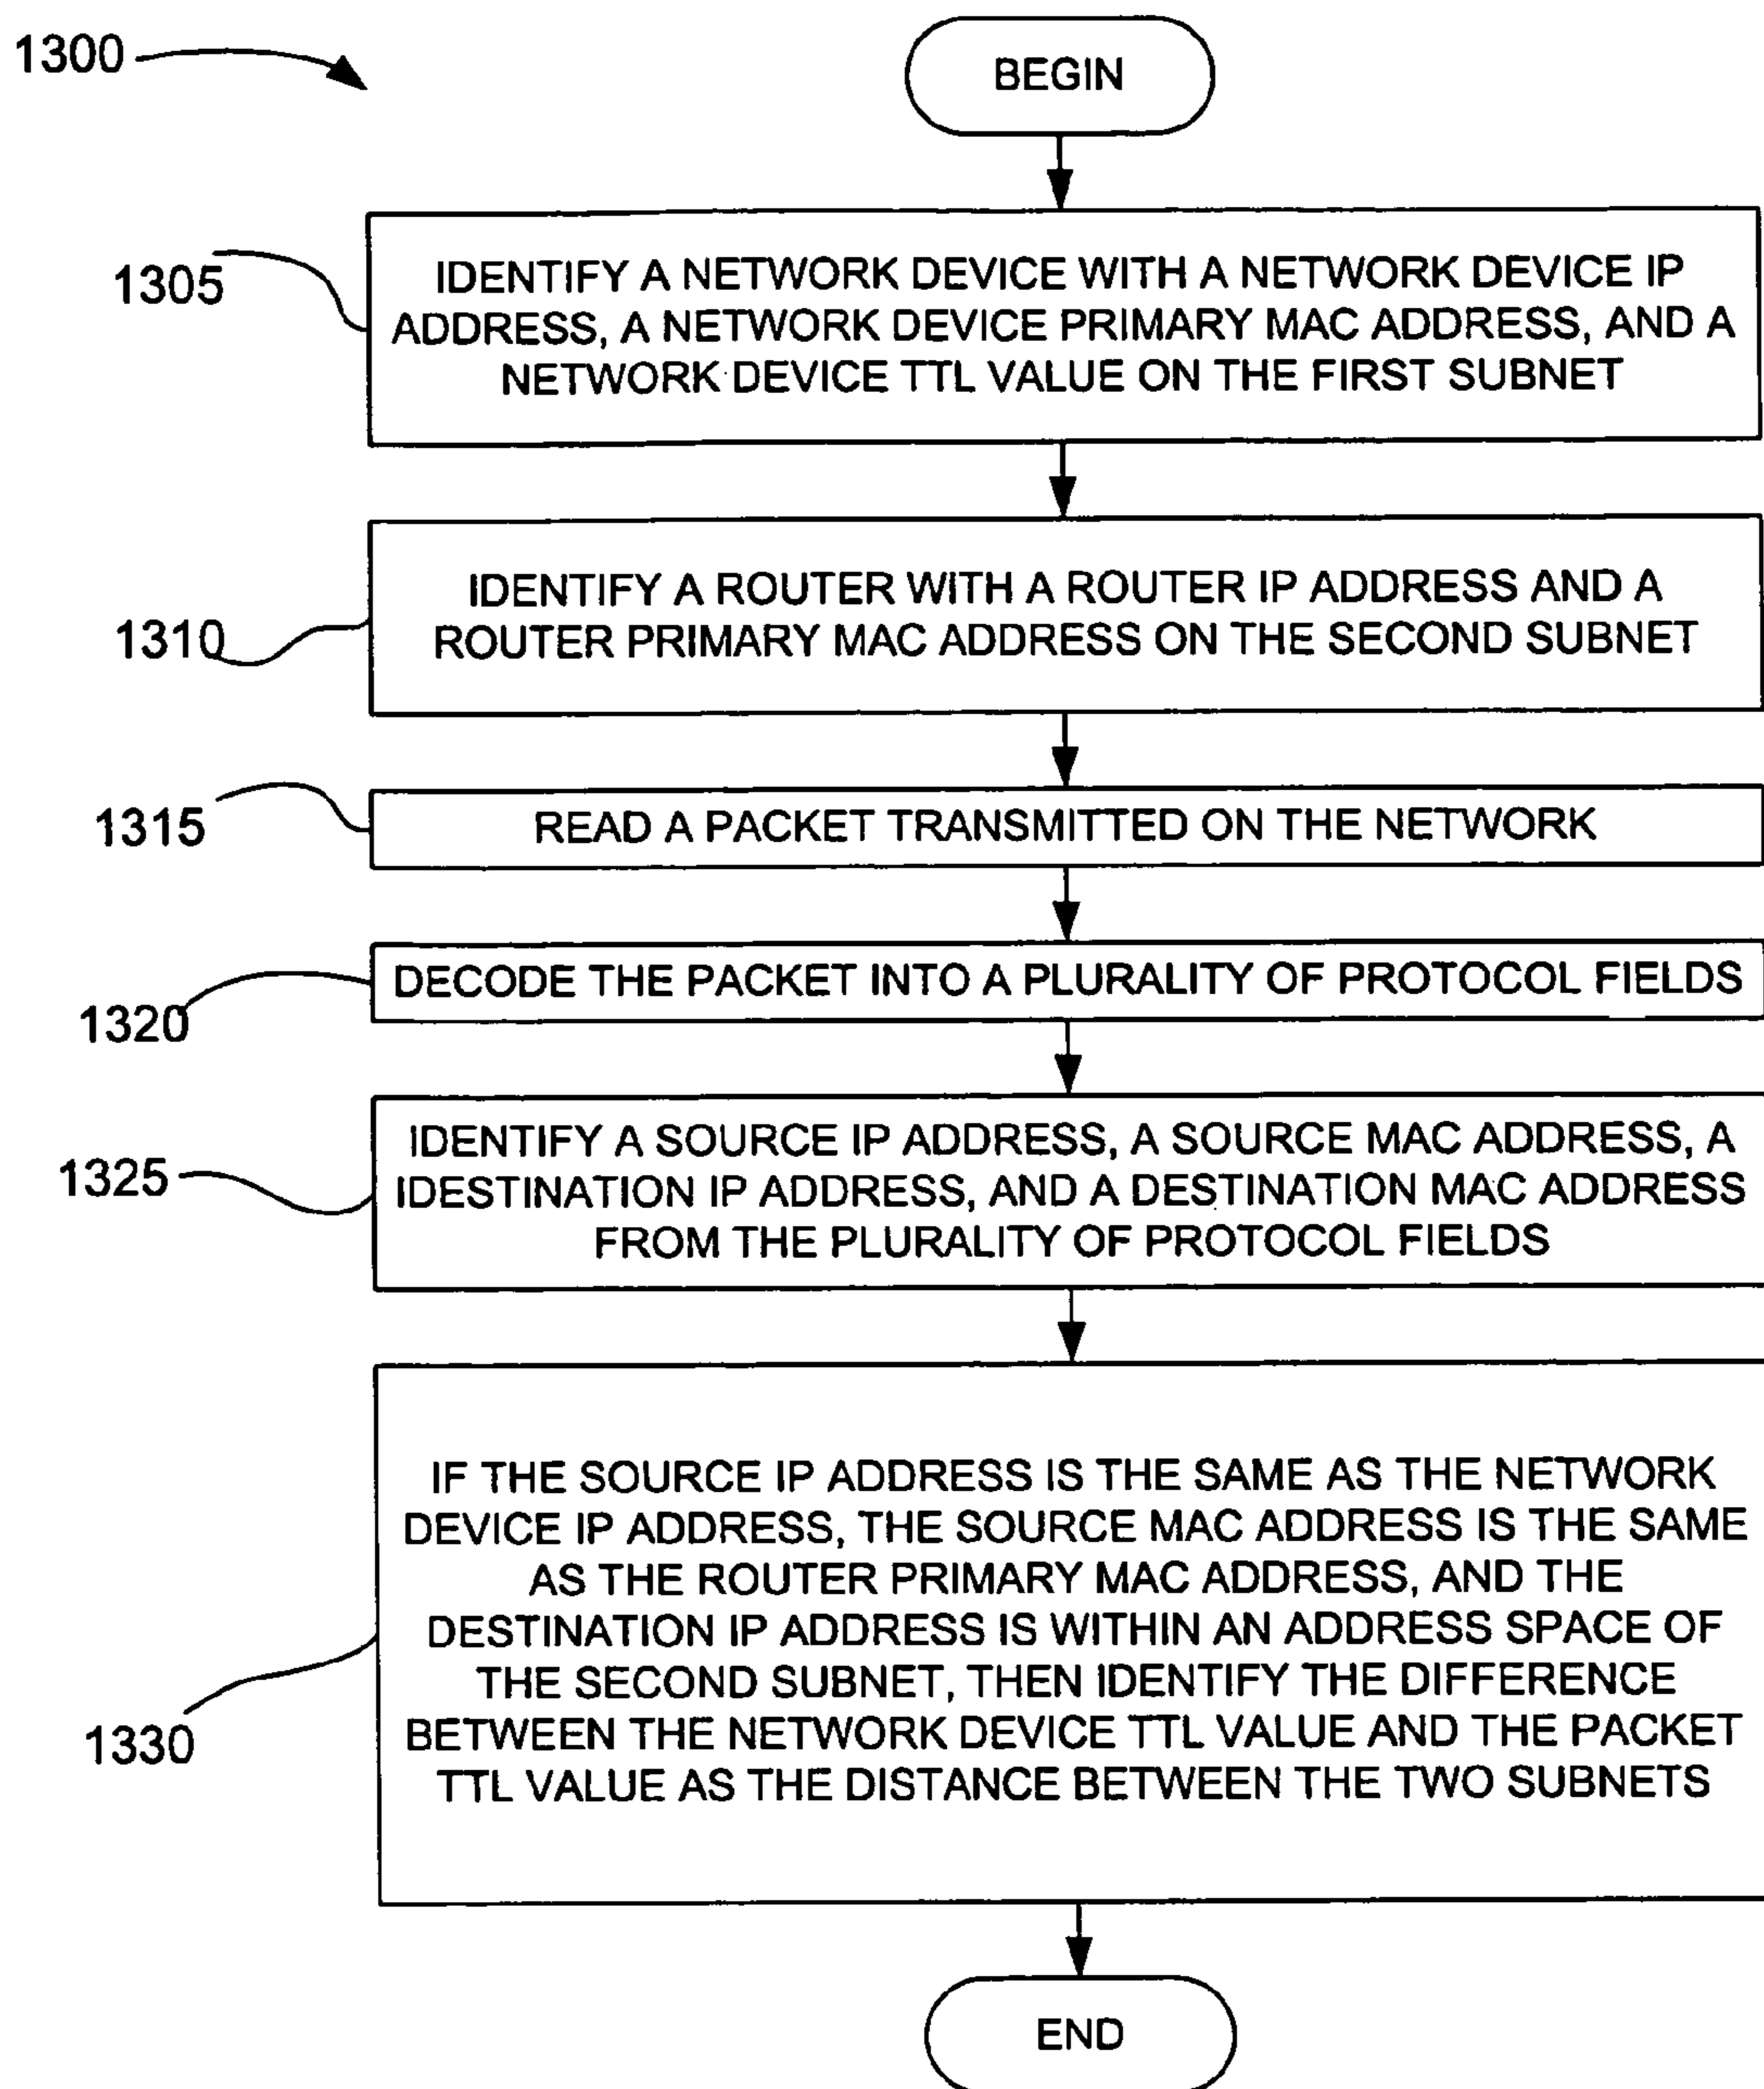 1300
BEGIN
1305
IDENTIFY A NETWORK DEVICE WITH A NETWORK DEVICE IP
ADDRESS, A NETWORK DEVICE PRIMARY MAC ADDRESS, AND A
NETWORK DEVICE TTL VALUE ON THE FIRST SUBNET
1310
IDENTIFY A ROUTER WITH A ROUTER IP ADDRESS AND A
ROUTER PRIMARY MAC ADDRESS ON THE SECOND SUBNET
1315
READ A PACKET TRANSMITTED ON THE NETWORK
1320
DECODE THE PACKET INTO A PLURALITY OF PROTOCOL FIELDS
1325
IDENTIFY A SOURCE IP ADDRESS, A SOURCE MAC ADDRESS, A
IDESTINATION IP ADDRESS, AND A DESTINATION MAC ADDRESS
FROM THE PLURALITY OF PROTOCOL FIELDS
1330
IF THE SOURCE IP ADDRESS IS THE SAME AS THE NETWORK
DEVICE IP ADDRESS, THE SOURCE MAC ADDRESS IS THE SAME
AS THE ROUTER PRIMARY MAC ADDRESS, AND THE
DESTINATION IP ADDRESS IS WITHIN AN ADDRESS SPACE OF
THE SECOND SUBNET, THEN IDENTIFY THE DIFFERENCE
BETWEEN THE NETWORK DEVICE TTL VALUE AND THE PACKET
TTL VALUE AS THE DISTANCE BETWEEN THE TWO SUBNETS
END